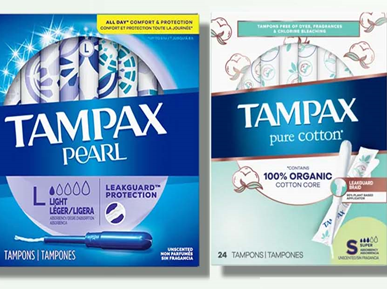 ALL DAY* COMFORT & PROTECTION
CONFORT ET PROTECTION TOUTE LA JOURNÉE*
TAMPAX
PEARL
L
LIGHT
LÉGER/LIGERA
LEAKGUARD™
PROTECTION
TAMPONS | TAMPONES
UNSCENTED
NON PARFUMÉS
SIN FRAGANCIA
TAMPONS FREE OF DYES, FRAGRANCES
& CHLORINE BLEACHING
TAMPAX
pure cotton*
*CONTAINS
100% ORGANIC
COTTON CORE
LEAKGUARD
BRAID
S
SUPER
24 TAMPONS | TAMPONES